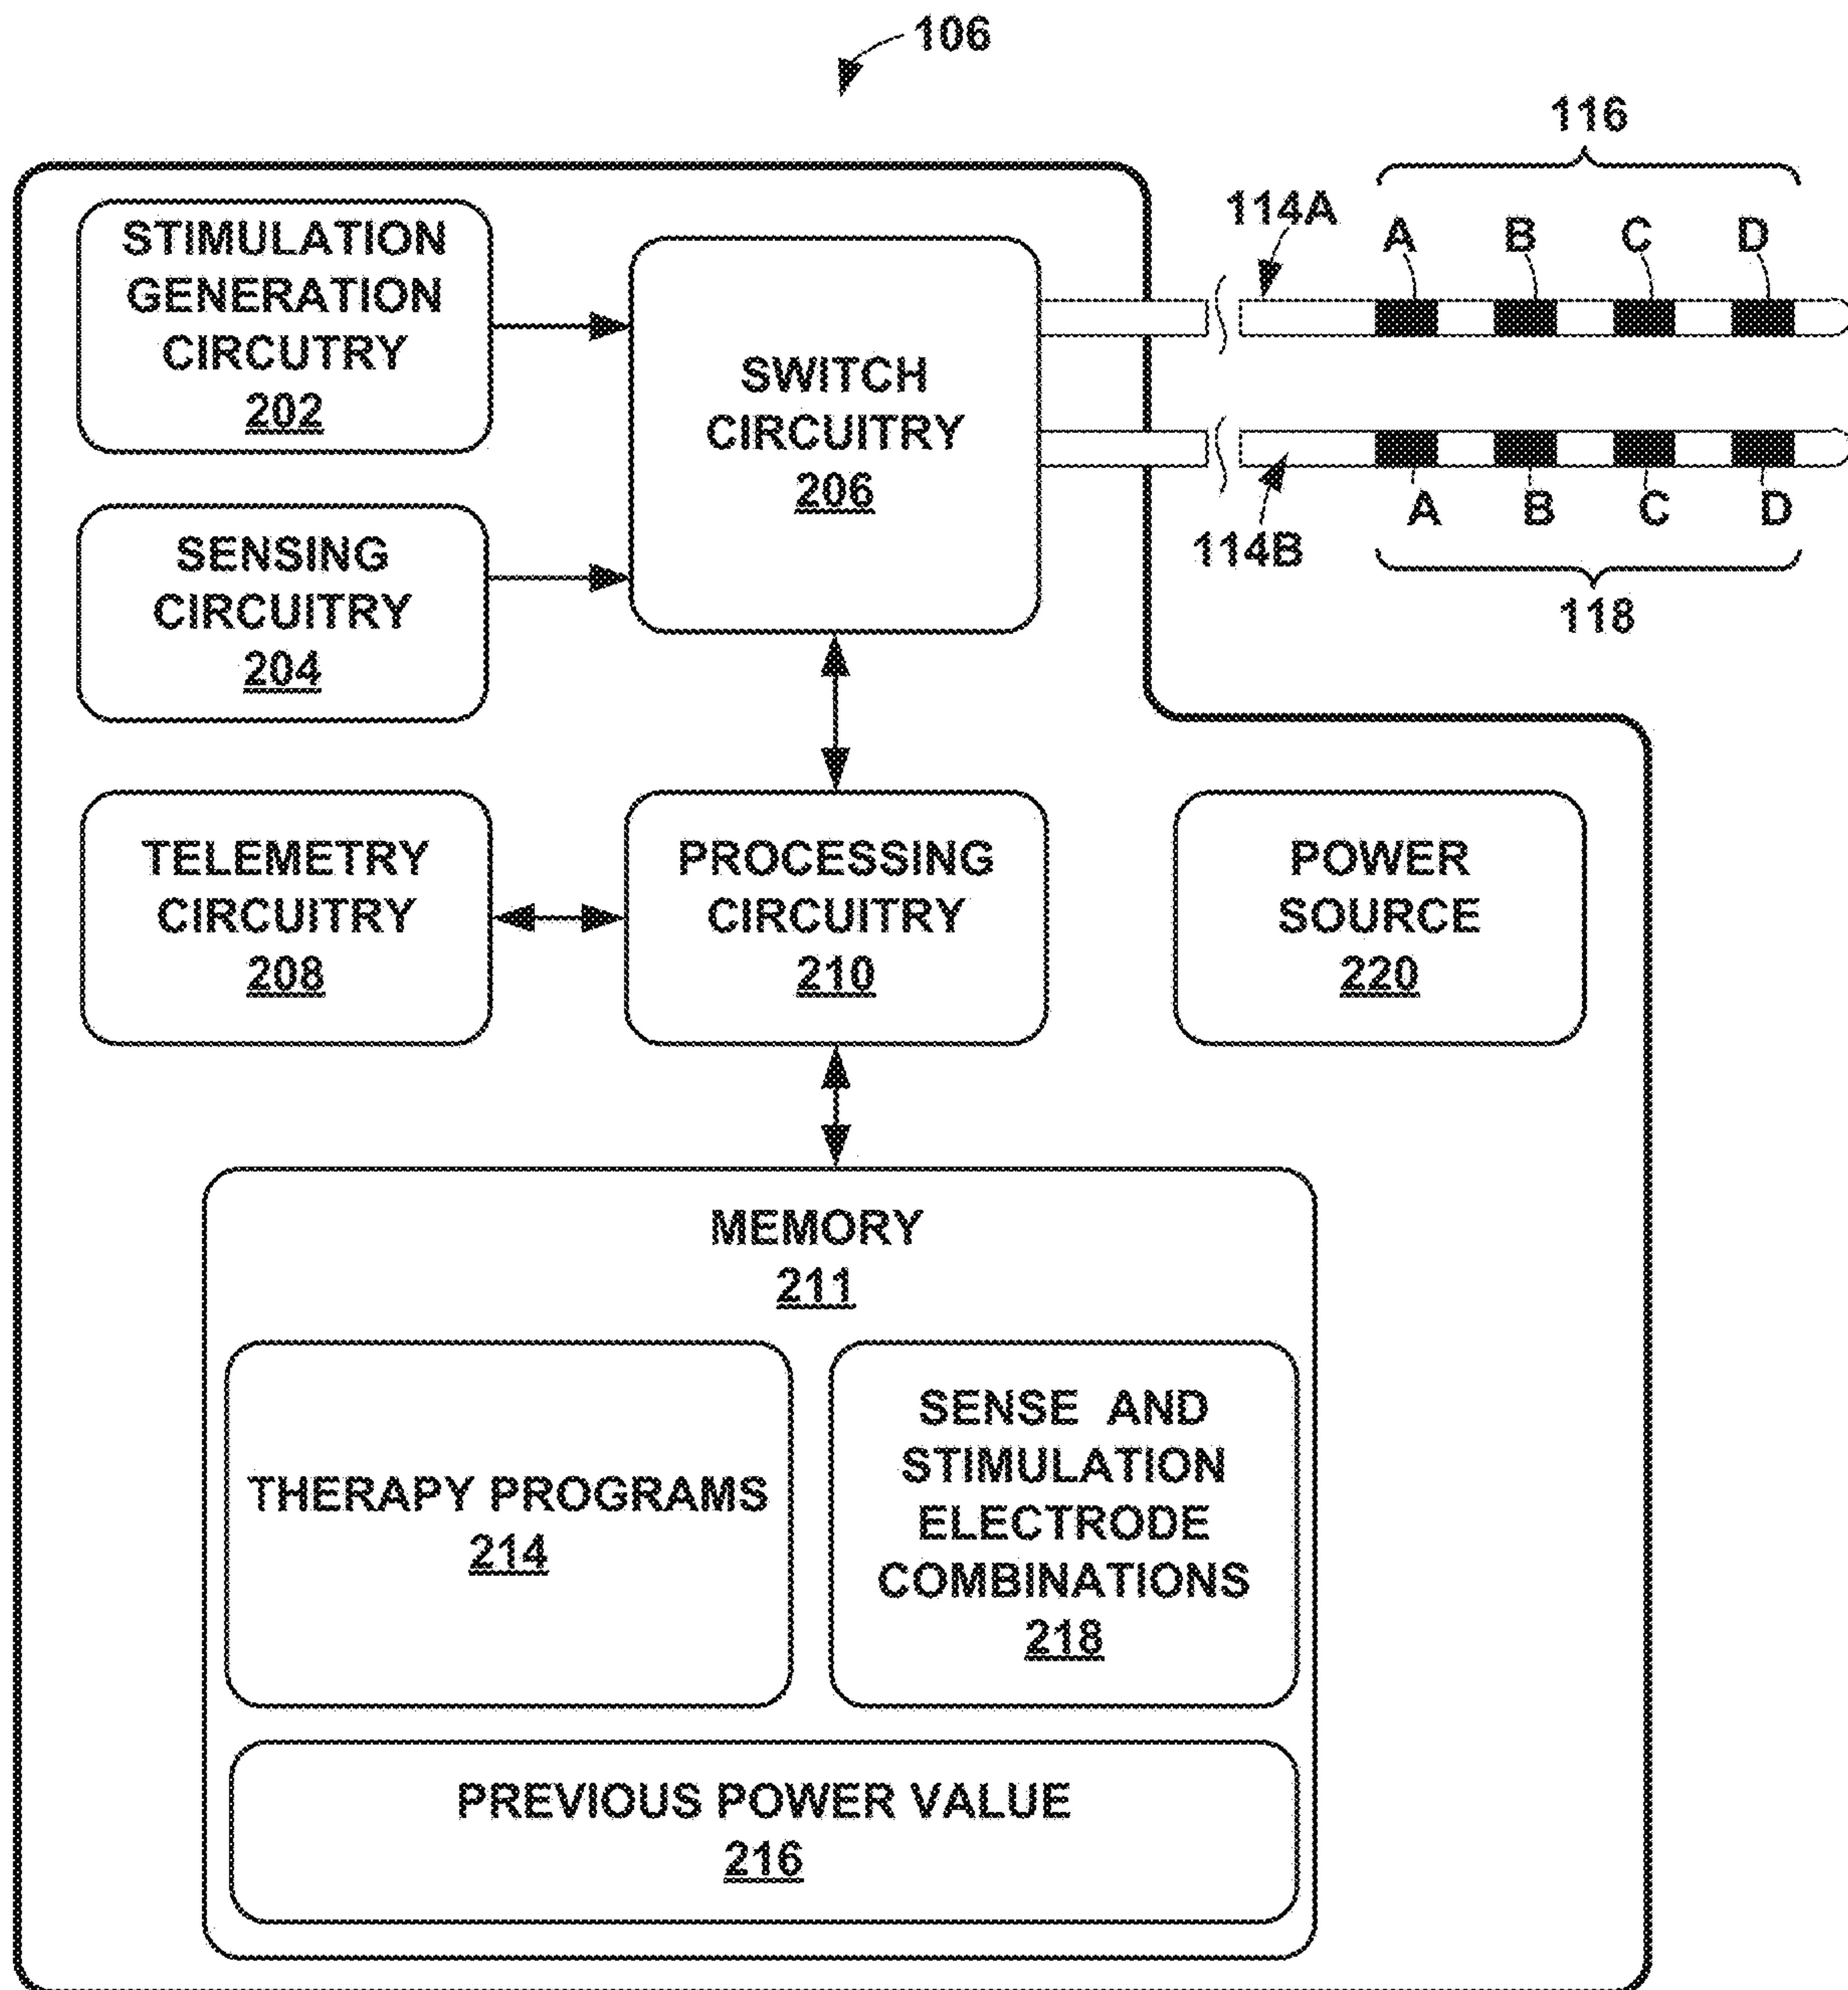 106
116
114A
A B C D
STIMULATION
GENERATION
CIRCUTRY
202
SWITCH
CIRCUITRY
206
A B C D
114B
118
SENSING
CIRCUITRY
204
TELEMETRY
CIRCUITRY
208
PROCESSING
CIRCUITRY
210
POWER
SOURCE
220
MEMORY
211
THERAPY PROGRAMS
214
SENSE AND
STIMULATION
ELECTRODE
COMBINATIONS
218
PREVIOUS POWER VALUE
216